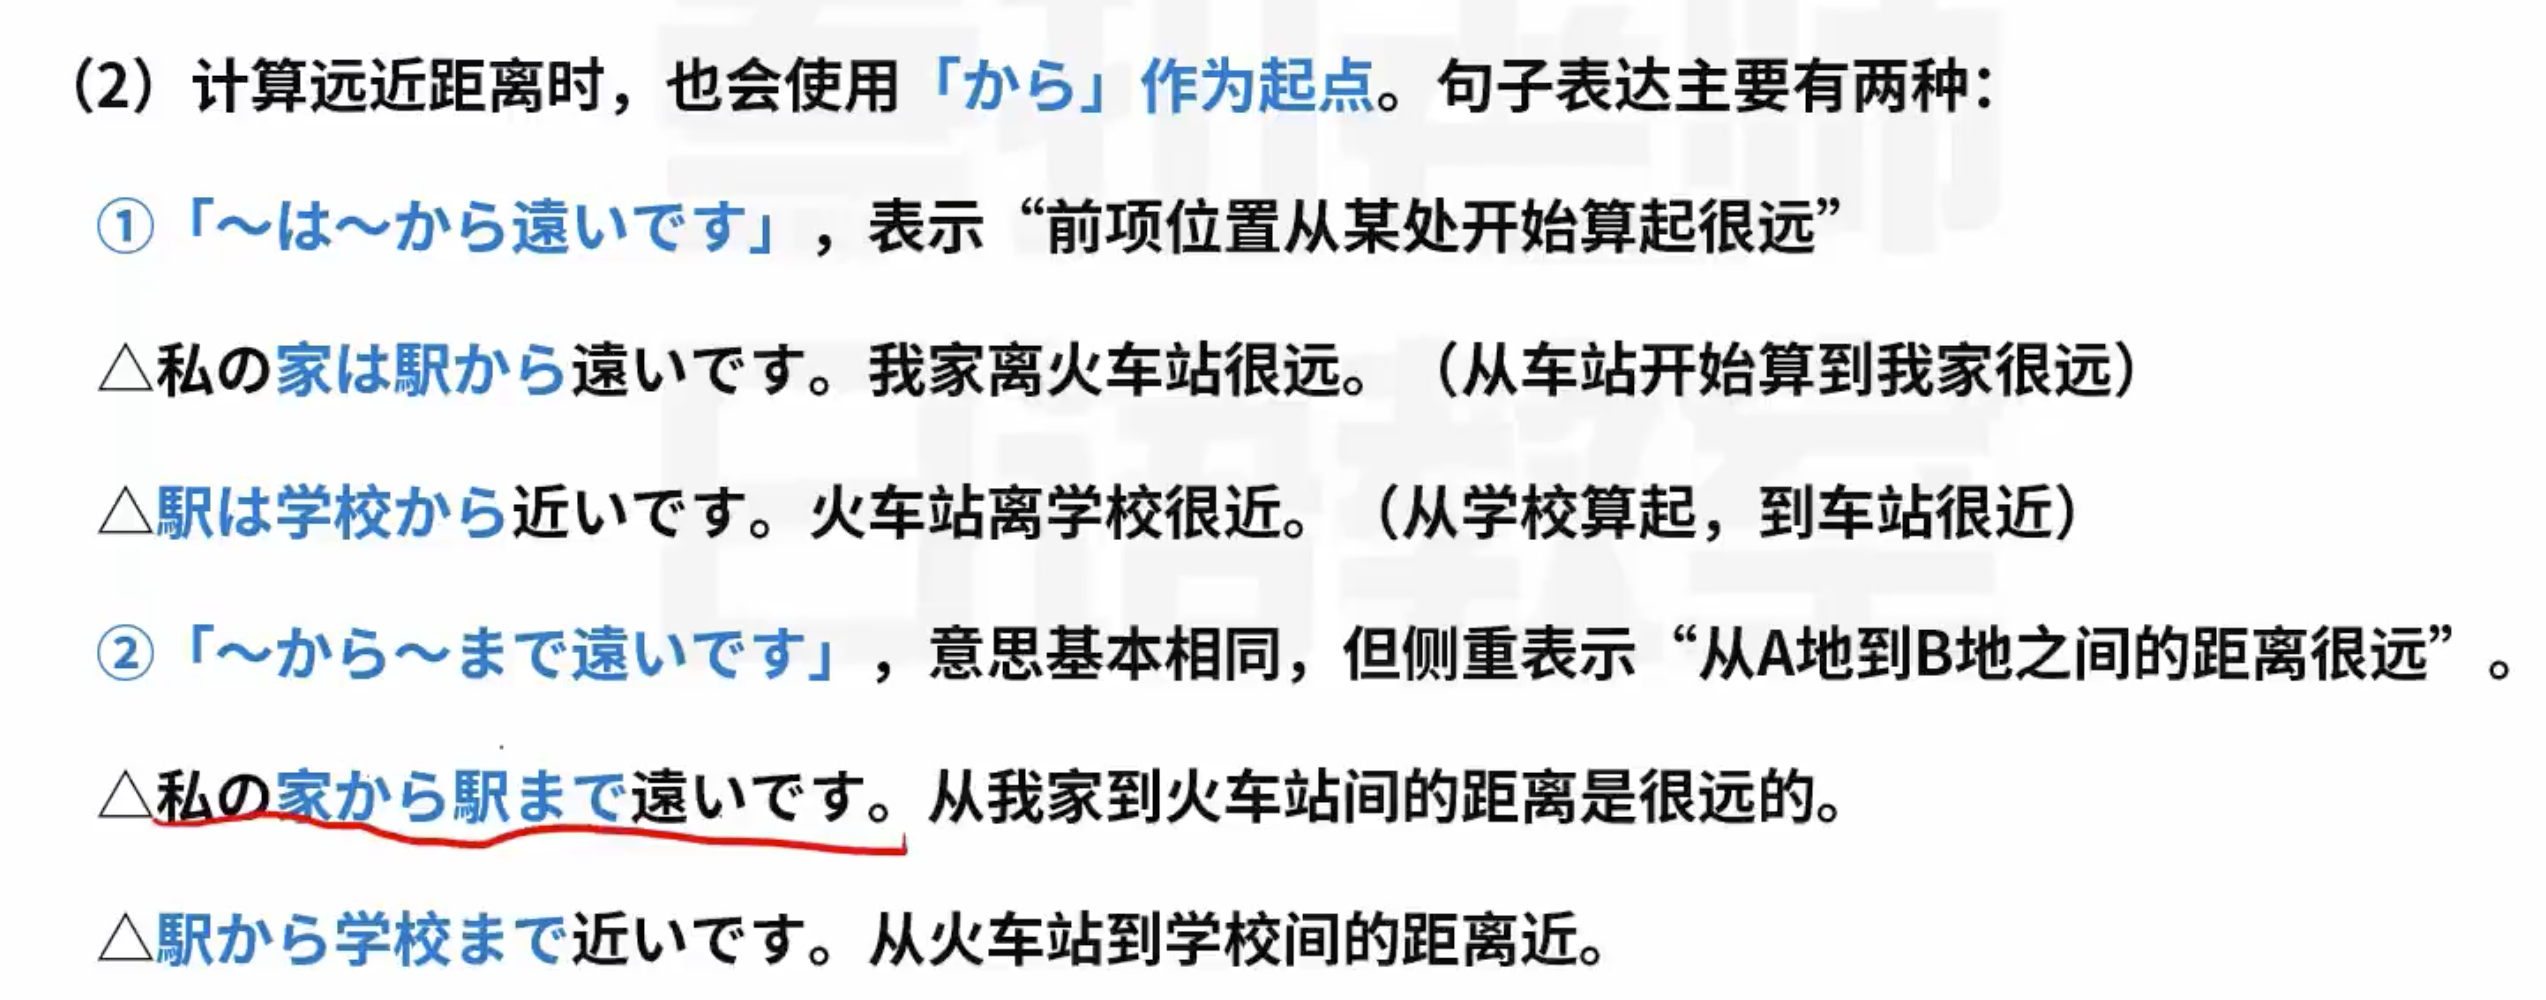 （2）计算远近距离时，也会使用「から」作为起点。句子表达主要有两种：
①「～は～から遠いです」，表示“前项位置从某处开始算起很远”
△私の家は駅から遠いです。我家离火车站很远。（从车站开始算到我家很远）
△駅は学校から近いです。火车站离学校很近。（从学校算起，到车站很近）
②「～から～まで遠いです」，意思基本相同，但侧重表示“从A地到B地之间的距离很远”。
△私の家から駅まで遠いです。从我家到火车站间的距离是很远的。
△駅から学校まで近いです。从火车站到学校间的距离近。